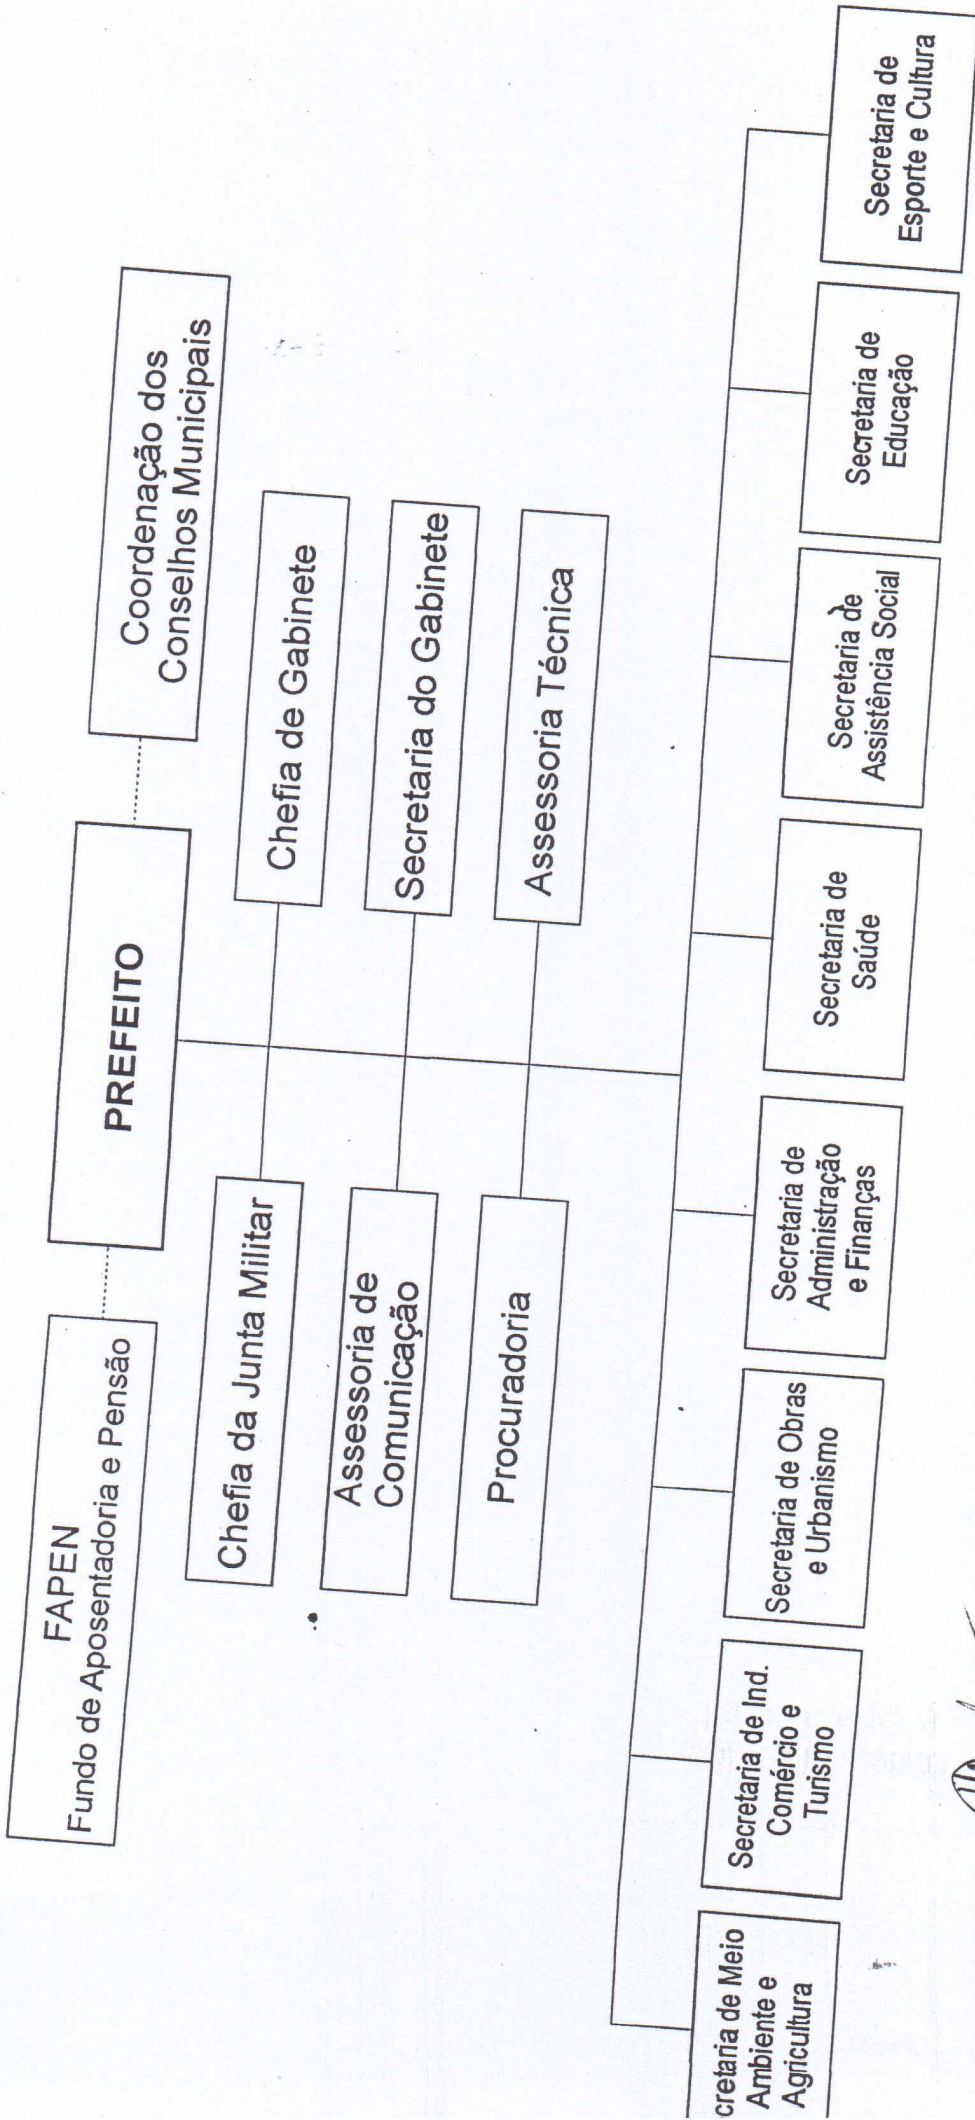 FAPEN
Fundo de Aposentadoria e Pensão
PREFEITO
Coordenação dos
Conselhos Municipais
Chefia da Junta Militar
Chefia de Gabinete
Assessoria de
Comunicação
Secretaria do Gabinete
Procuradoria
Assessoria Técnica
cretaria de Meio
Ambiente e
Agricultura
Secretaria de Ind.
Comércio e
Turismo
Secretaria de Obras
e Urbanismo
Secretaria de
Administração
e Finanças
Secretaria de
Saúde
Secretaria de
Assistência Social
Secretaria de
Educação
Secretaria de
Esporte e Cultura